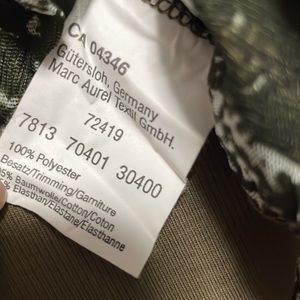 CA 04346
Gütersloh, Germany
Marc Aurel Textil GmbH.
72419
7813 70401 30400
100% Polyester
Besatz/Trimming/Garniture
95% Baumwolle/Cotton/Coton
5% Elasthan/Elastane/Elasthanne